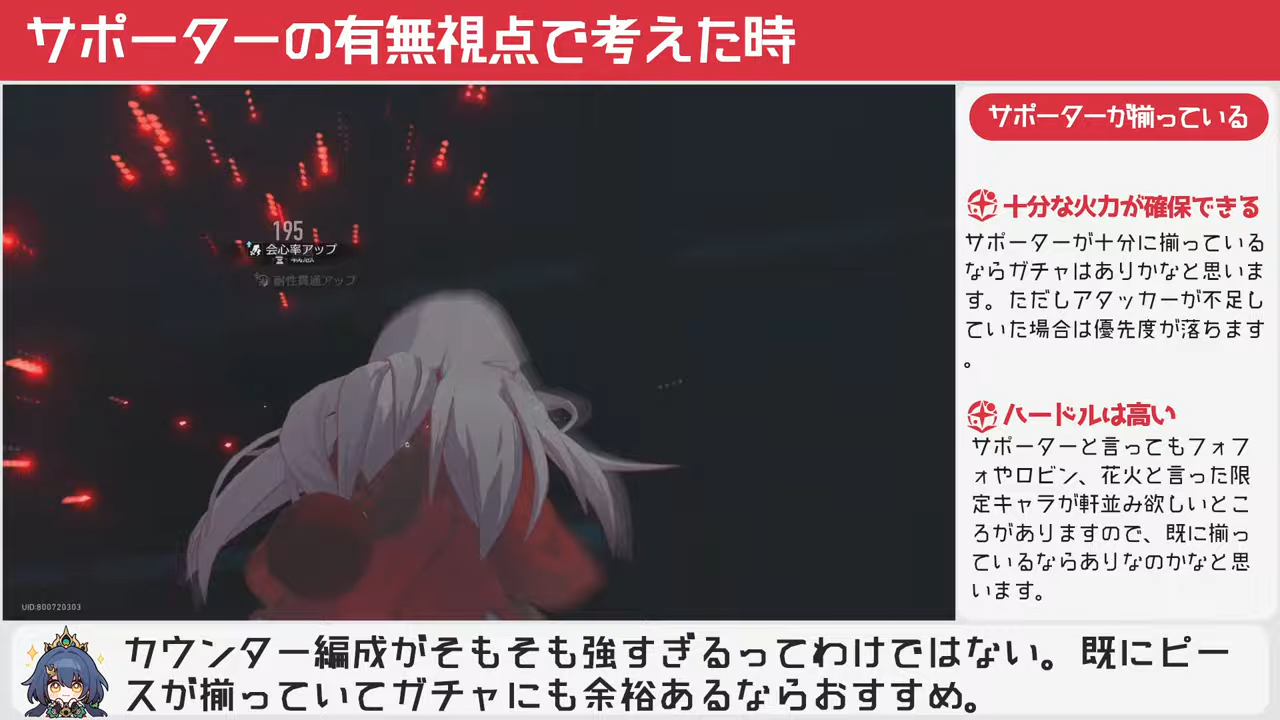 サポーターの有無視点で考えた時
サポーターが揃っている
十分な火力が確保できる
サポーターが十分に揃っている
ならガチャはありかなと思いま
す。ただしアタッカーが不足し
ていた場合は優先度が落ちます
。
ハードルは高い
サポーターと言ってもフォフ
ォやロビン、花火と言った限
定キャラが軒並み欲しいとこ
ろがありますので、既に揃っ
ているならありなのかなと思
います。
195
会心率アップ
耐性貫通アップ
UID:800720303
カウンター編成がそもそも強すぎるってわけではない。既にピー
スが揃っていてガチャにも余裕あるならおすすめ。